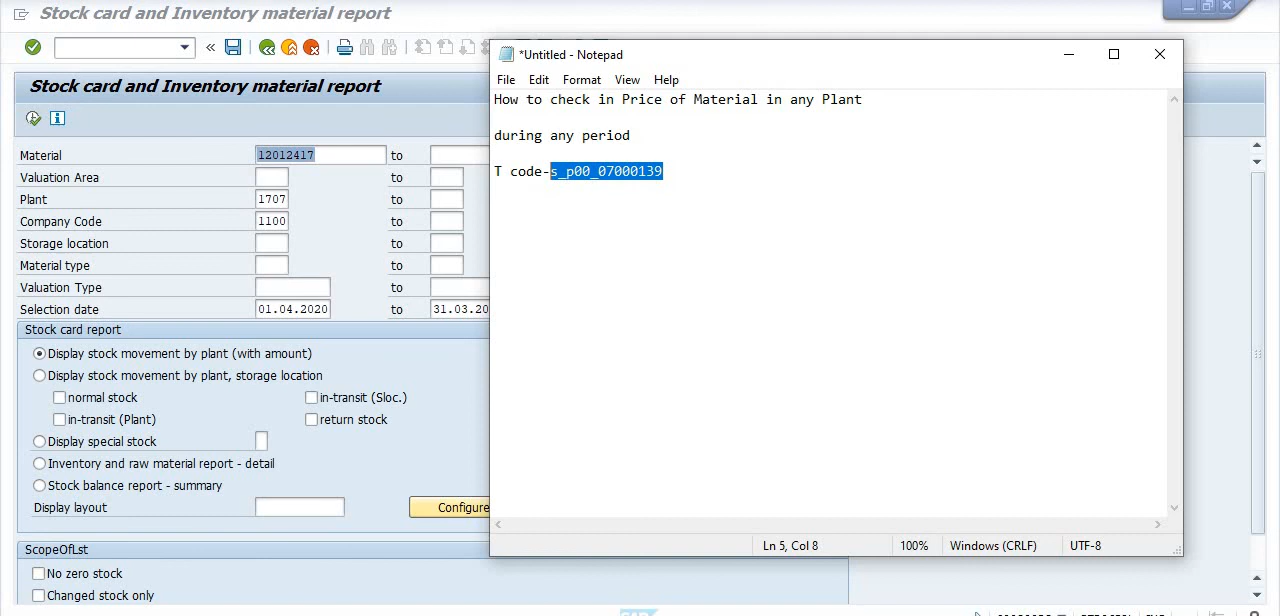 Stock card and Inventory material report
*Untitled - Notepad
File Edit Format View Help
How to check in Price of Material in any Plant
during any period
T code-s_p00_07000139
Ln 5, Col 8 100% Windows (CRLF) UTF-8
Stock card and Inventory material report
Material 12012417 to
Valuation Area to
Plant 1707 to
Company Code 1100 to
Storage location to
Material type to
Valuation Type to
Selection date 01.04.2020 to 31.03.20
Stock card report
Display stock movement by plant (with amount)
Display stock movement by plant, storage location
normal stock in-transit (Sloc.)
in-transit (Plant) return stock
Display special stock
Inventory and raw material report - detail
Stock balance report - summary
Display layout Configure
ScopeOfLst
No zero stock
Changed stock only